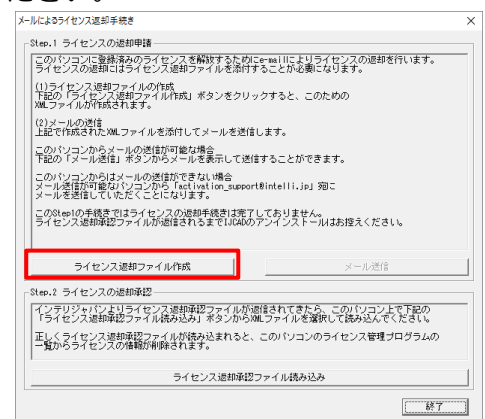 メールによるライセンス返却手続き
Step.1 ライセンスの返却申請
このパソコンに登録済みのライセンスを解放するためにe-mailによりライセンスの返却を行います。
ライセンスの返却にはライセンス返却ファイルを添付することが必要になります。
(1)ライセンス返却ファイルの作成
下記の「ライセンス返却ファイル作成」ボタンをクリックすると、このための
XMLファイルが作成されます。
(2)メールの送信
上記で作成されたXMLファイルを添付してメールを送信します。
このパソコンからメールの送信が可能な場合
下記の「メール送信」ボタンからメールを表示して送信することができます。
このパソコンからはメールの送信ができない場合
メール送信が可能なパソコンから「activation_support@intelli.jp」宛に
メールを送信していただくことになります。
このStep1の手続きではライセンスの返却手続きは完了しておりません。
ライセンス返却承認ファイルが返信されるまでIJCADのアンインストールはお控えください。
ライセンス返却ファイル作成
メール送信
Step.2 ライセンスの返却承認
インテリジャパンよりライセンス返却承認ファイルが返信されてきたら、このパソコン上で下記の
「ライセンス返却承認ファイル読み込み」ボタンからXMLファイルを選択して読み込んでください。
正しくライセンス返却承認ファイルが読み込まれると、このパソコンのライセンス管理プログラムの
一覧からライセンスの情報が削除されます。
ライセンス返却承認ファイル読み込み
終了